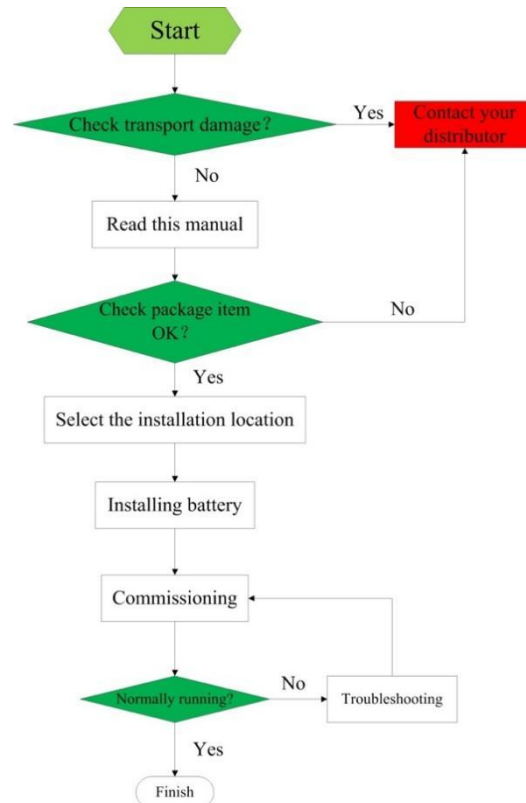 Start
Check transport damage?
Yes
Contact your
distributor
No
Read this manual
Check package item
OK?
No
Yes
Select the installation location
Installing battery
Commissioning
Normally running?
No
Troubleshooting
Yes
Finish